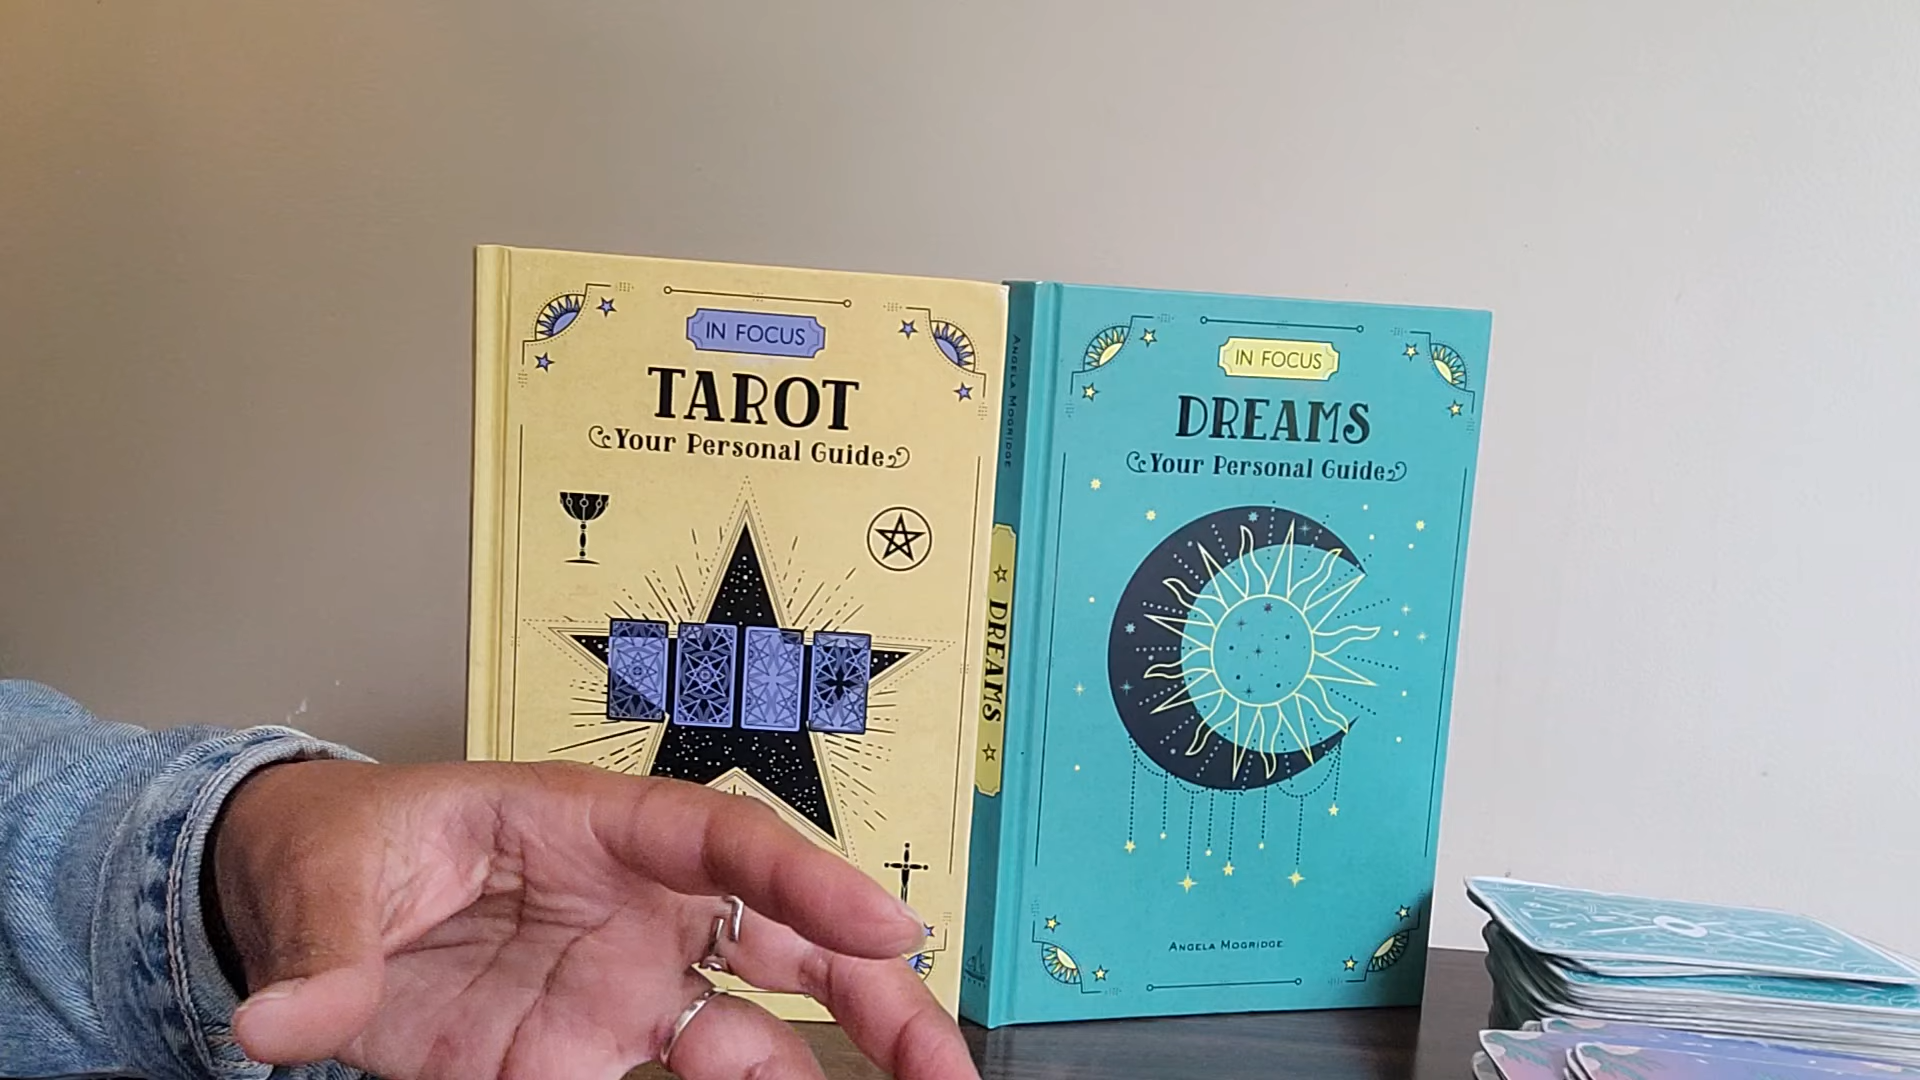 IN FOCUS
TAROT
Your Personal Guide
ANGELA MOGRIDGE
DREAMS
IN FOCUS
DREAMS
Your Personal Guide
ANGELA MOGRIDGE